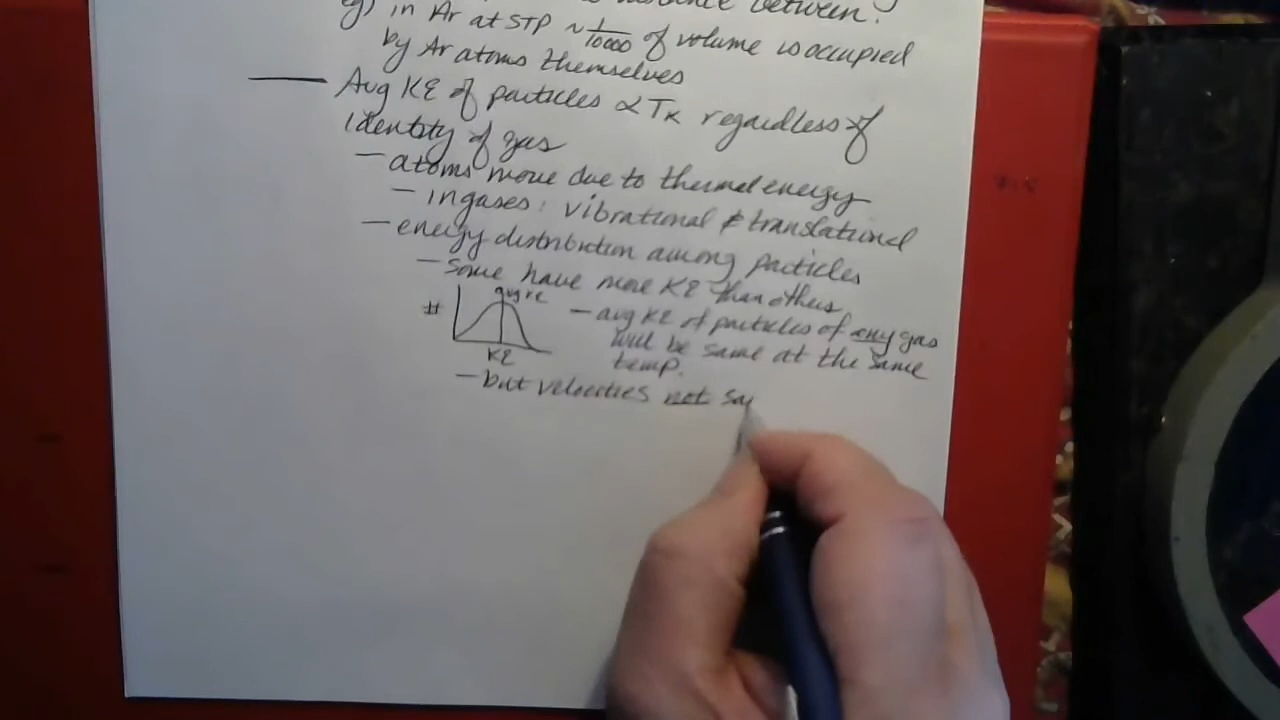 between?
eg) in Ar at STP ~ 1/10000 of volume is occupied
by Ar atoms themselves
Avg KE of particles ∝ TK regardless of
identity of gas
- atoms move due to thermal energy
- in gases: vibrational & translational
- energy distribution among particles
- some have more KE than others
avg KE
#
KE
- avg KE of particles of any gas
will be same at the same
temp.
- but velocities not sa